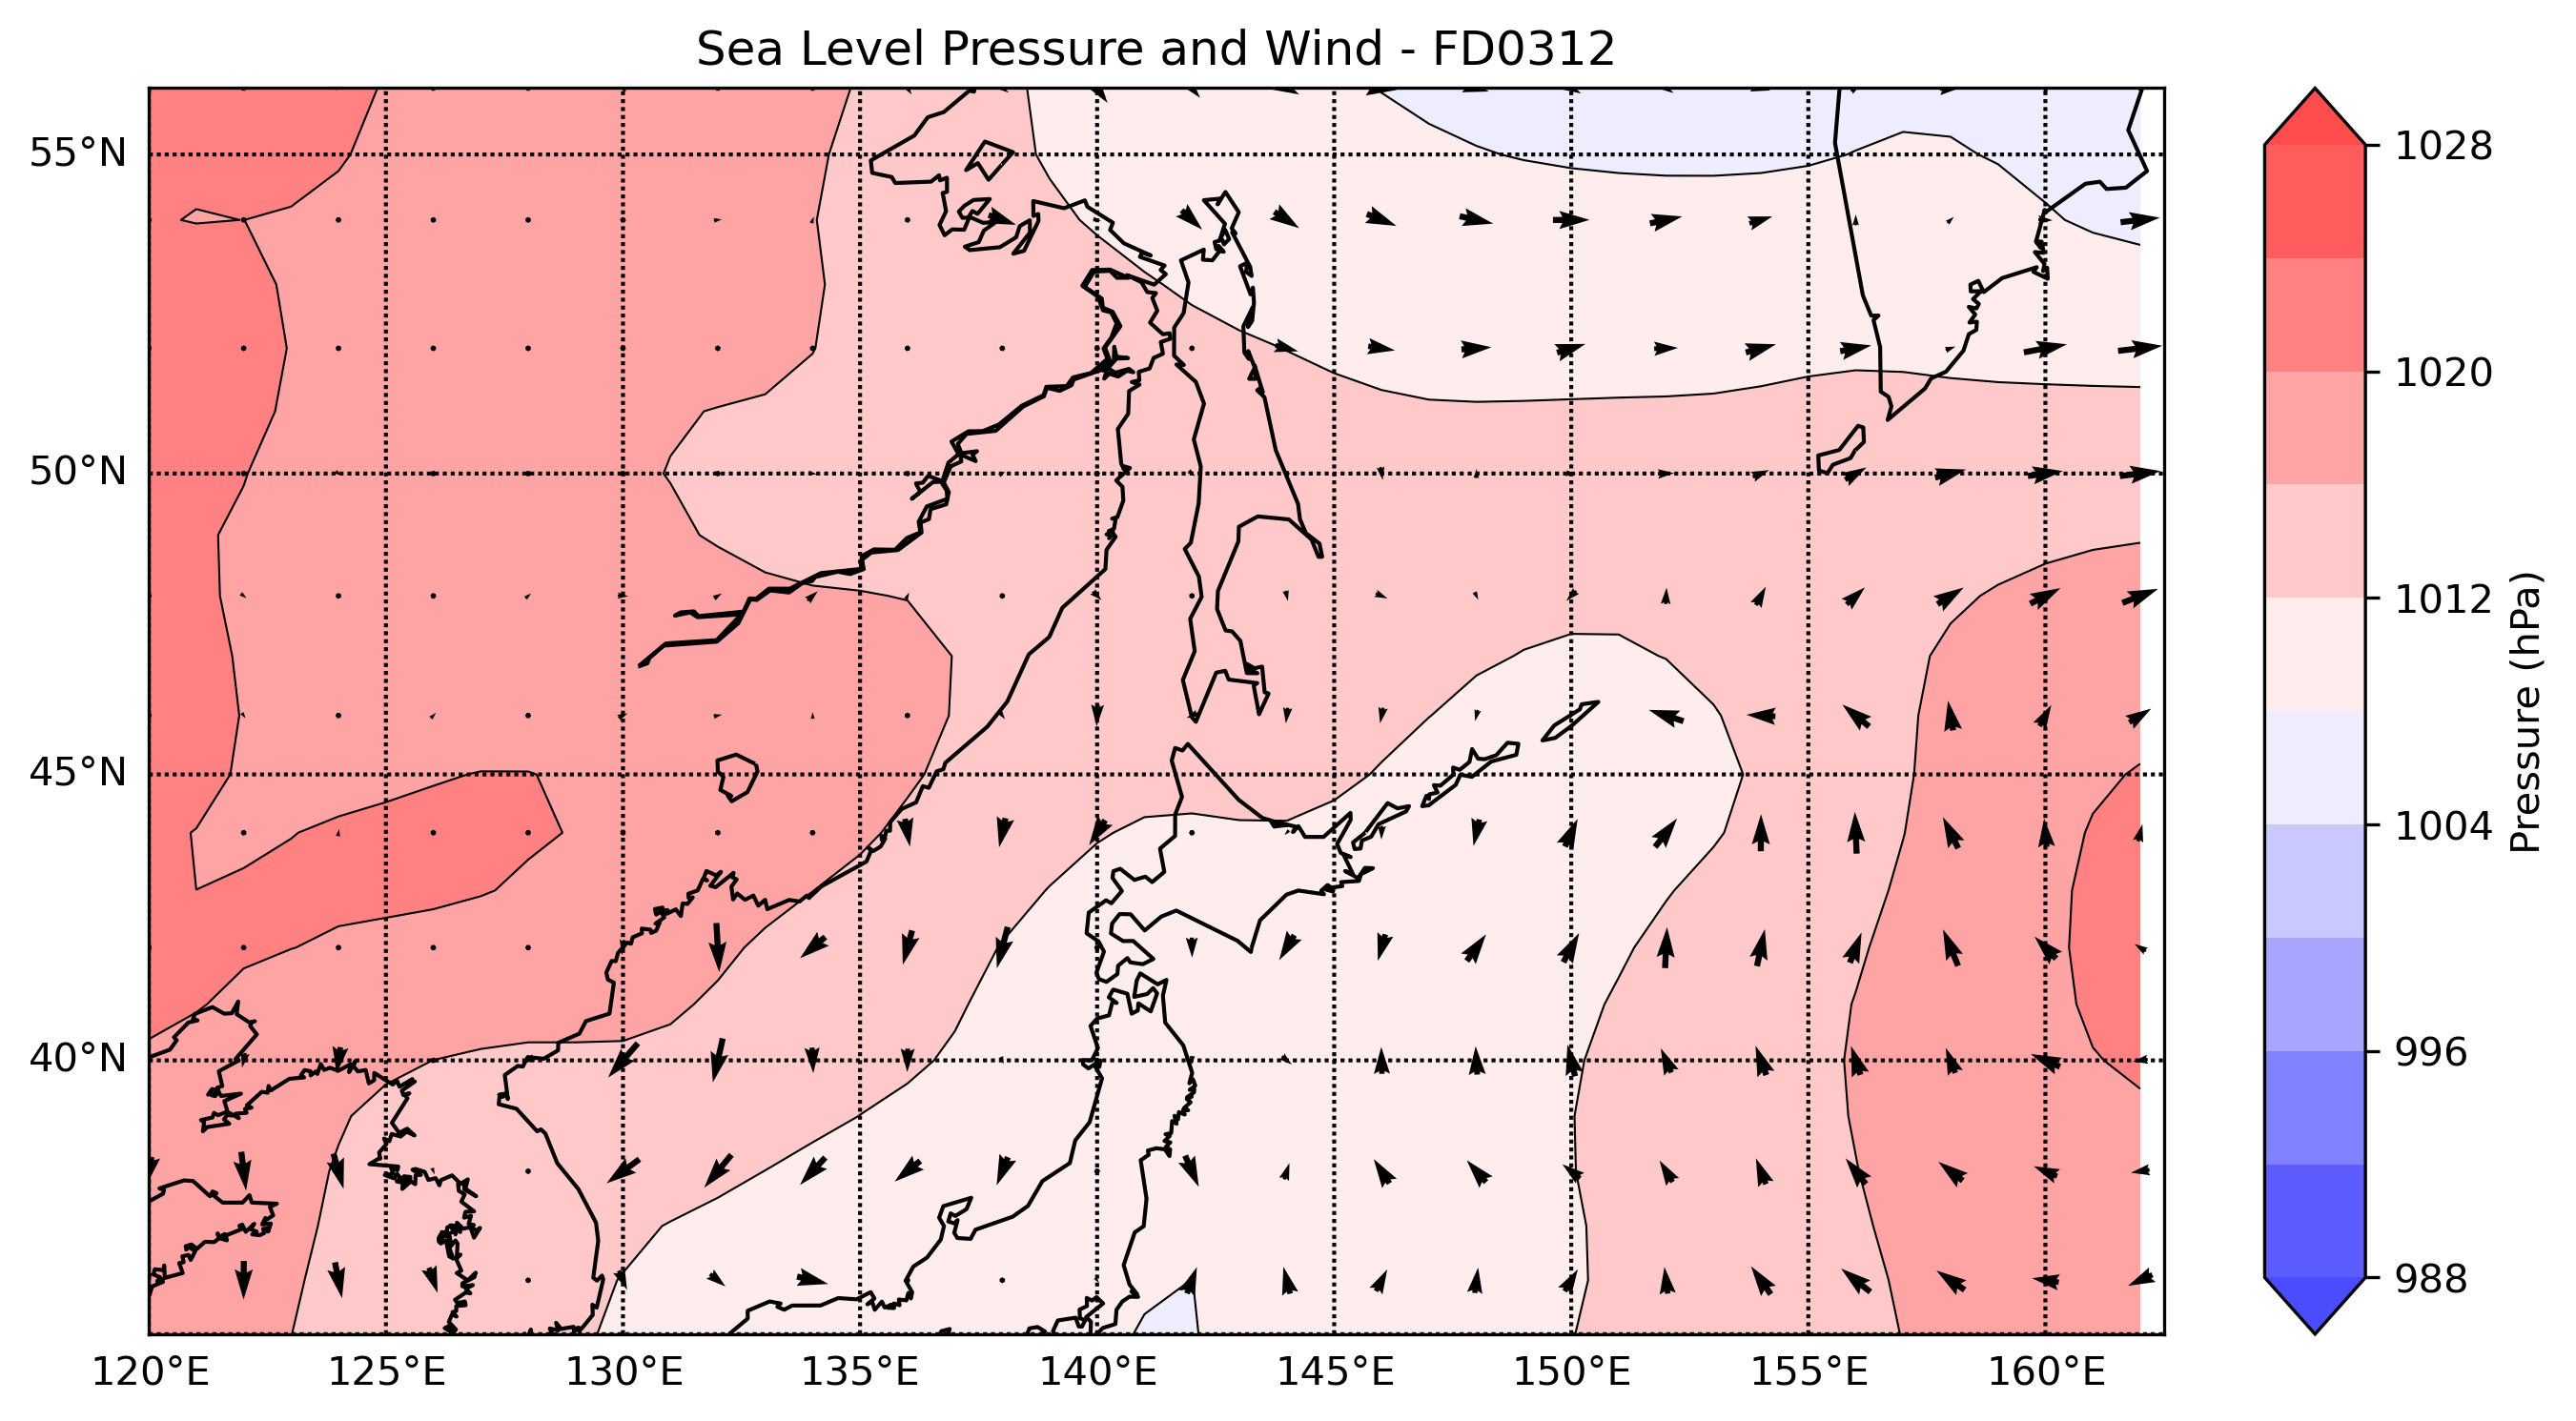 Sea Level Pressure and Wind - FD0312
55°N
50°N
45°N
40°N
120°E 125°E 130°E 135°E 140°E 145°E 150°E 155°E 160°E
1028
1020
1012
1004
996
988
Pressure (hPa)